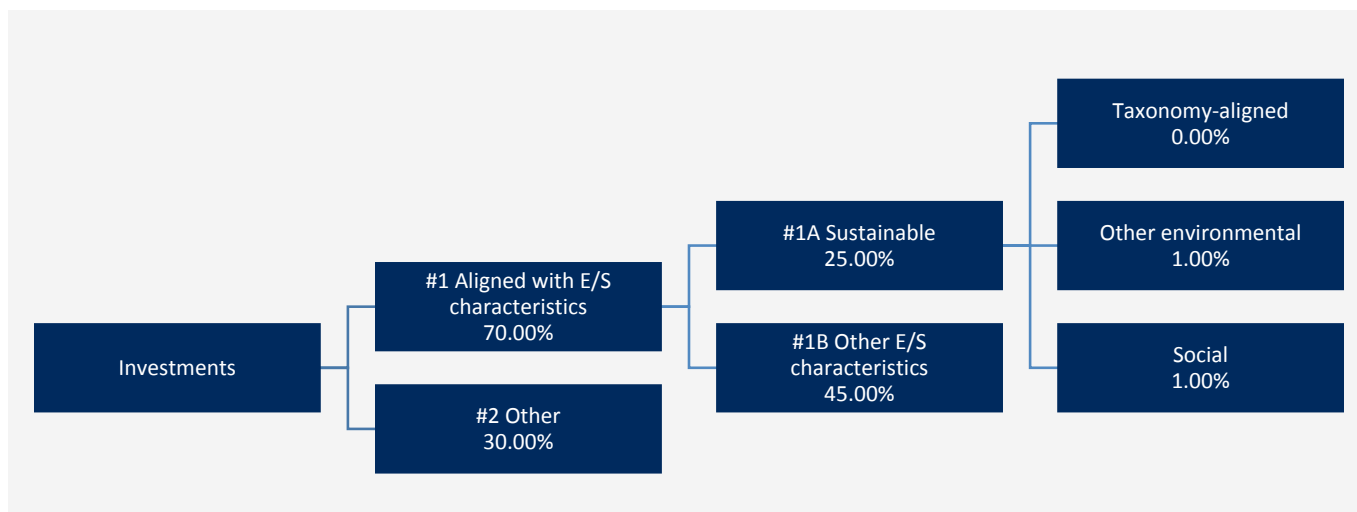 Investments
#1 Aligned with E/S
characteristics
70.00%
#2 Other
30.00%
#1A Sustainable
25.00%
#1B Other E/S
characteristics
45.00%
Taxonomy-aligned
0.00%
Other environmental
1.00%
Social
1.00%